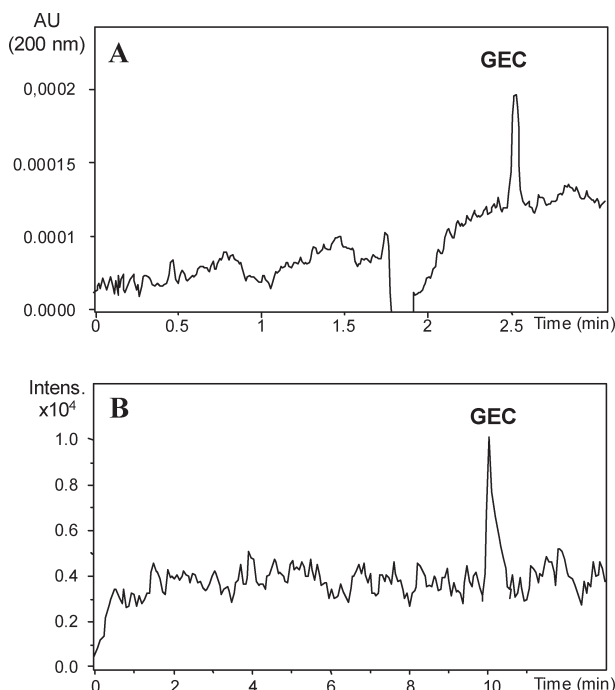 AU
(200 nm)
A
GEC
0,0002
0.00015
0.0001
0.0000
0 0.5 1 1.5 2 2.5 Time (min)
Intens.
x10⁴
B
GEC
1.0
0.8
0.6
0.4
0.2
0.0
0 2 4 6 8 10 Time (min)